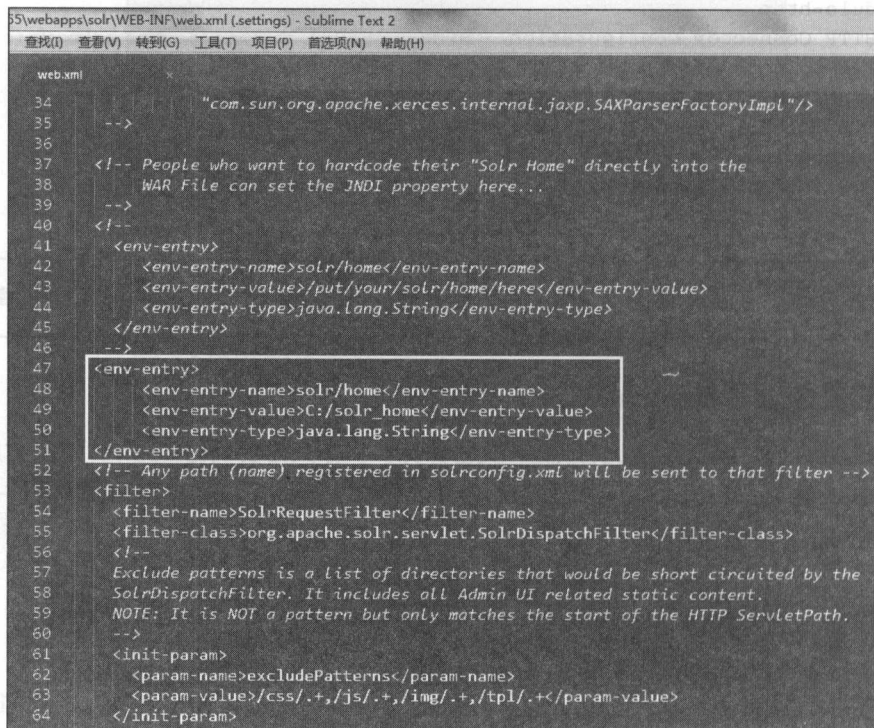 55\webapps\solr\WEB-INF\web.xml (.settings) - Sublime Text 2
查找(I) 查看(V) 转到(G) 工具(T) 项目(P) 首选项(N) 帮助(H)
web.xml ×
34 "com.sun.org.apache.xerces.internal.jaxp.SAXParserFactoryImpl"/>
35 -->
36
37 <!-- People who want to hardcode their "Solr Home" directly into the
38 WAR File can set the JNDI property here...
39 -->
40 <!--
41 <env-entry>
42 <env-entry-name>solr/home</env-entry-name>
43 <env-entry-value>/put/your/solr/home/here</env-entry-value>
44 <env-entry-type>java.lang.String</env-entry-type>
45 </env-entry>
46 -->
47 <env-entry>
48 <env-entry-name>solr/home</env-entry-name>
49 <env-entry-value>C:/solr_home</env-entry-value>
50 <env-entry-type>java.lang.String</env-entry-type>
51 </env-entry>
52 <!-- Any path (name) registered in solrconfig.xml will be sent to that filter -->
53 <filter>
54 <filter-name>SolrRequestFilter</filter-name>
55 <filter-class>org.apache.solr.servlet.SolrDispatchFilter</filter-class>
56 <!--
57 Exclude patterns is a list of directories that would be short circuited by the
58 SolrDispatchFilter. It includes all Admin UI related static content.
59 NOTE: It is NOT a pattern but only matches the start of the HTTP ServletPath.
60 -->
61 <init-param>
62 <param-name>excludePatterns</param-name>
63 <param-value>/css/.+,/js/.+,/img/.+,/tpl/.+</param-value>
64 </init-param>